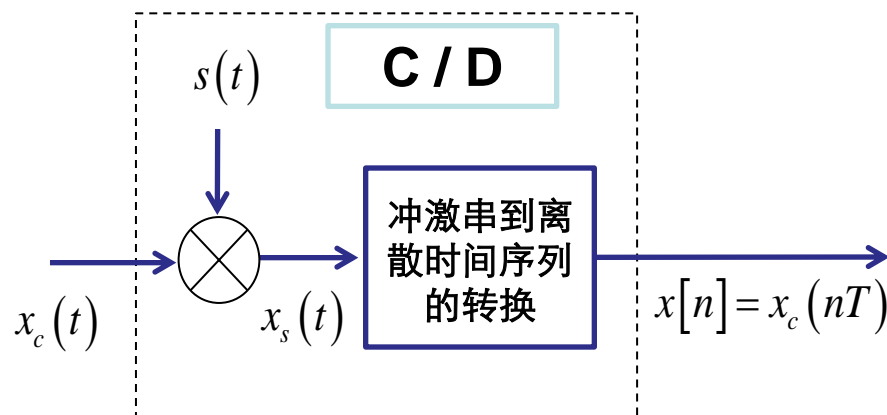 C / D
s(t)
冲激串到离
散时间序列
的转换
x_c(t)
x_s(t)
x[n] = x_c(nT)